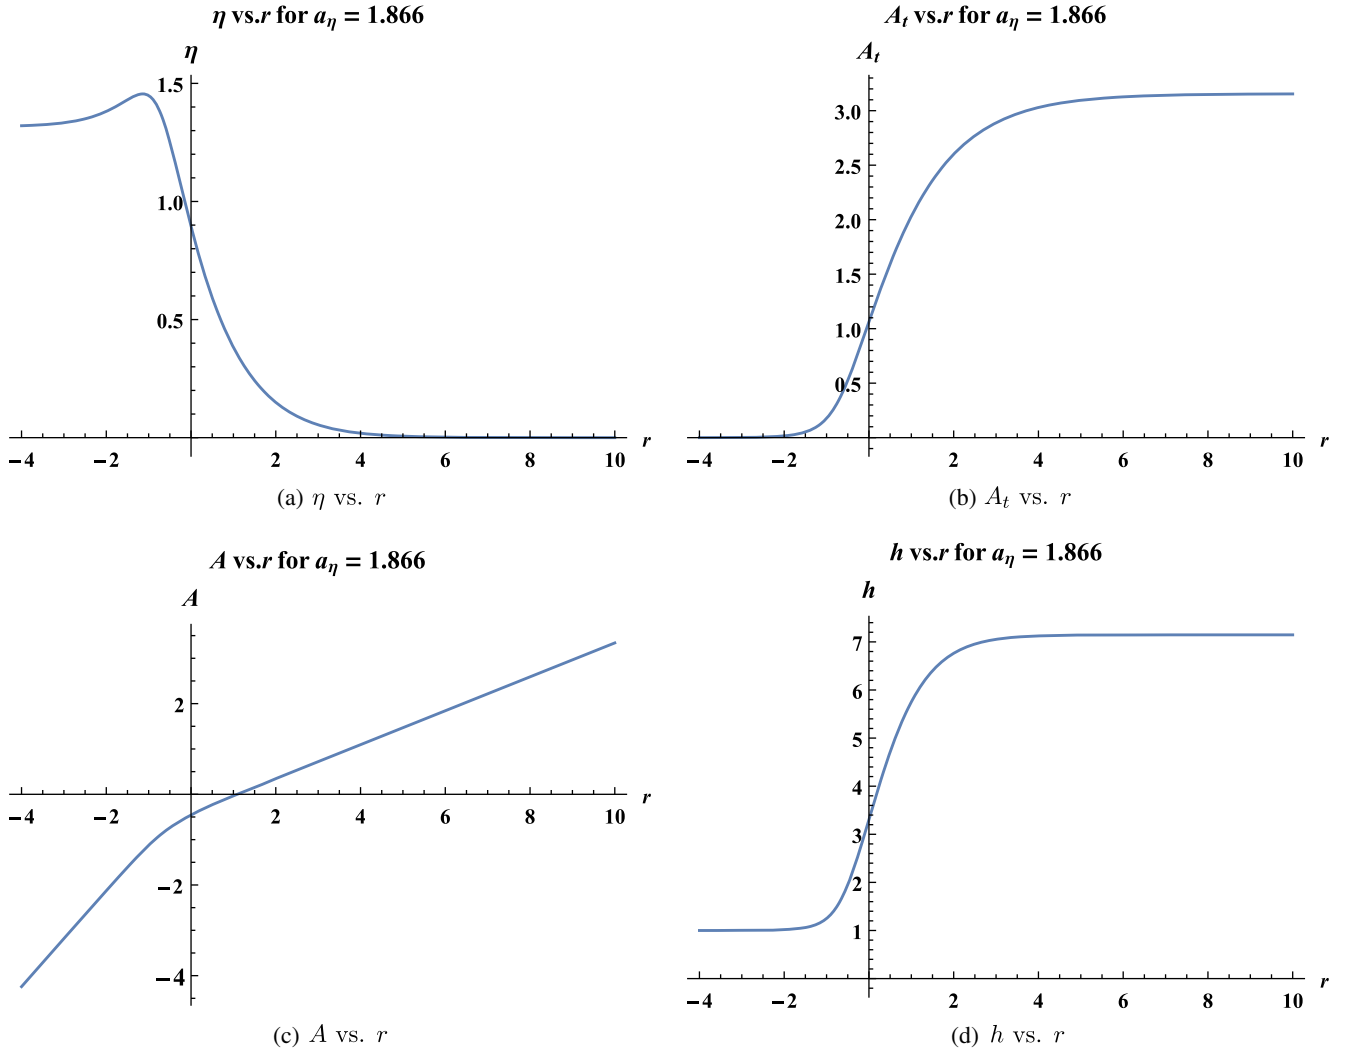 η vs.r for aη = 1.866
η
1.5
1.0
0.5
−4 −2 2 4 6 8 10 r
(a) η vs. r
At vs.r for aη = 1.866
At
3.0
2.5
2.0
1.5
1.0
0.5
−4 −2 2 4 6 8 10 r
(b) At vs. r
A vs.r for aη = 1.866
A
2
−4 −2 2 4 6 8 10 r
−2
−4
(c) A vs. r
h vs.r for aη = 1.866
h
7
6
5
4
3
2
1
−4 −2 2 4 6 8 10 r
(d) h vs. r